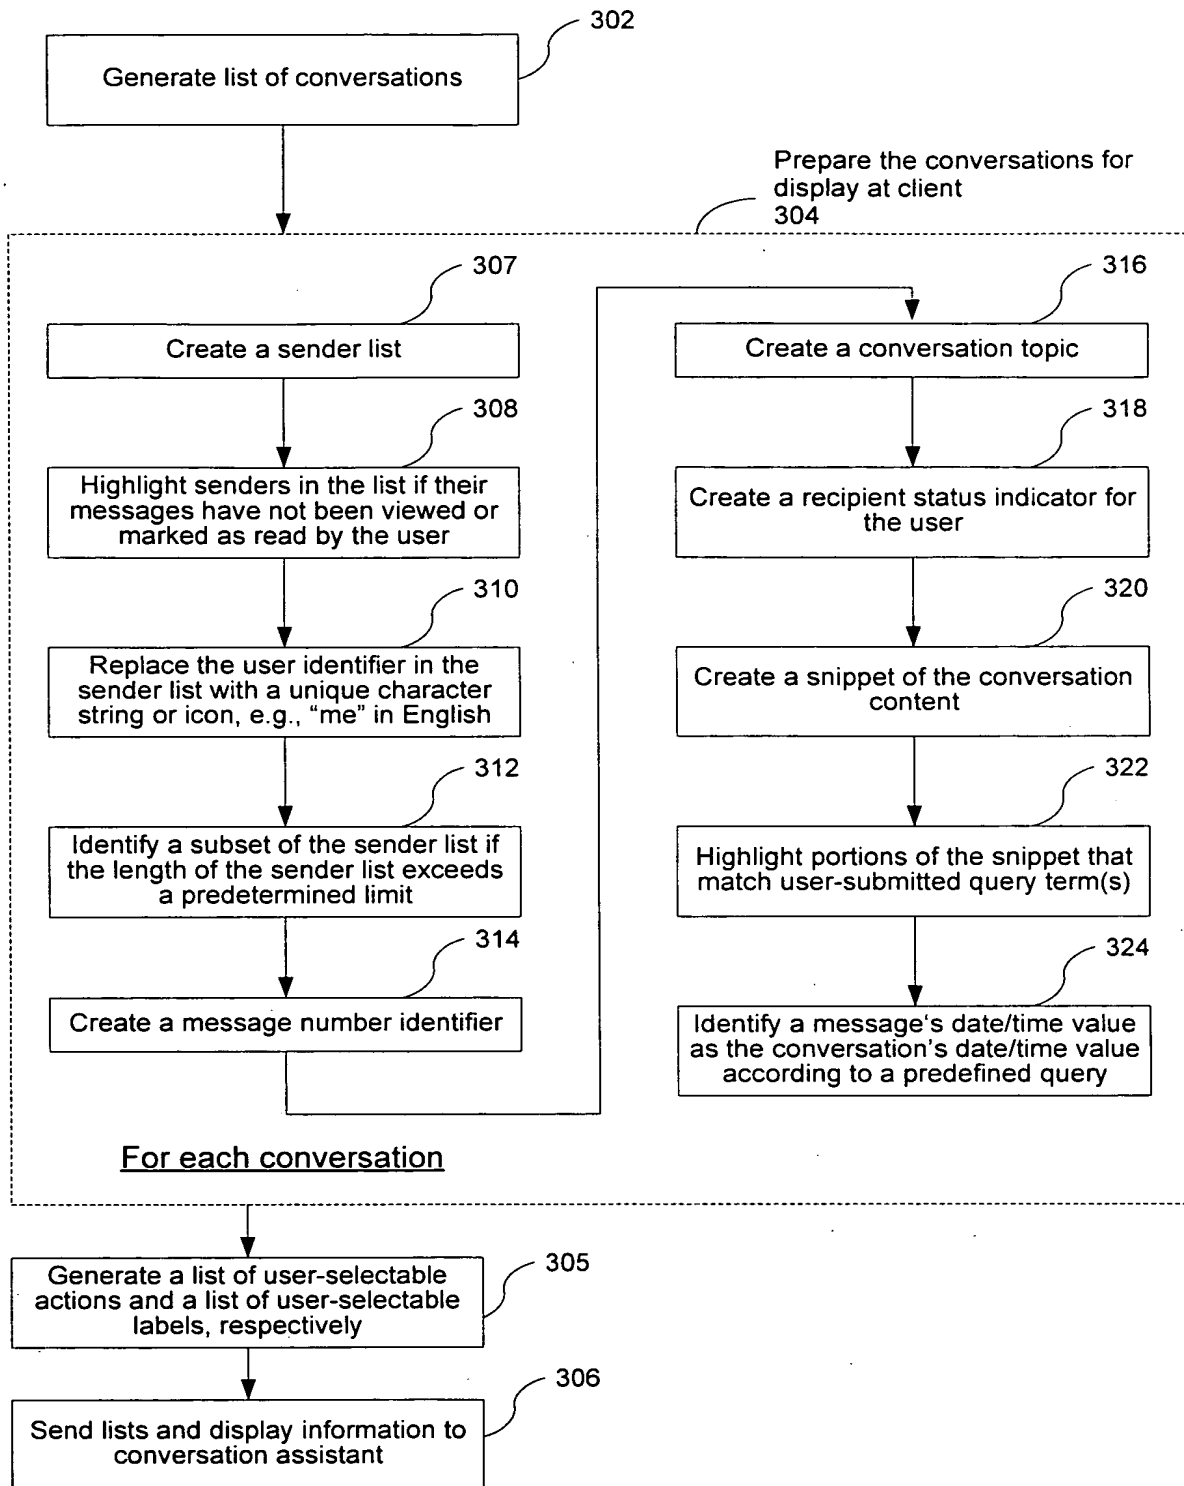 302
Generate list of conversations
Prepare the conversations for
display at client
304
307
Create a sender list
308
Highlight senders in the list if their
messages have not been viewed or
marked as read by the user
310
Replace the user identifier in the
sender list with a unique character
string or icon, e.g., “me” in English
312
Identify a subset of the sender list if
the length of the sender list exceeds
a predetermined limit
314
Create a message number identifier
316
Create a conversation topic
318
Create a recipient status indicator for
the user
320
Create a snippet of the conversation
content
322
Highlight portions of the snippet that
match user-submitted query term(s)
324
Identify a message‘s date/time value
as the conversation’s date/time value
according to a predefined query
For each conversation
305
Generate a list of user-selectable
actions and a list of user-selectable
labels, respectively
306
Send lists and display information to
conversation assistant